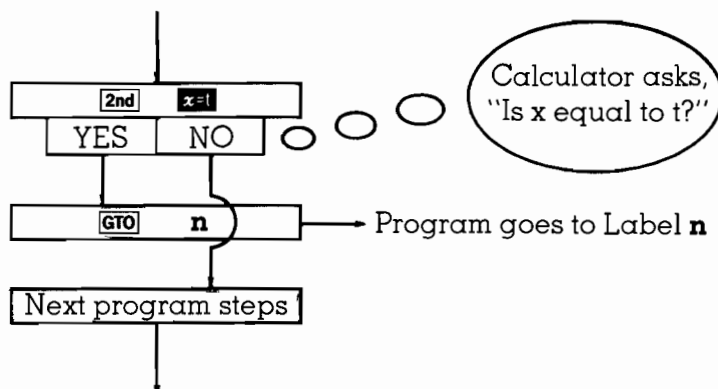 Calculator asks,
"Is x equal to t?"
2nd x=t
YES NO
GTO n
Program goes to Label n
Next program steps